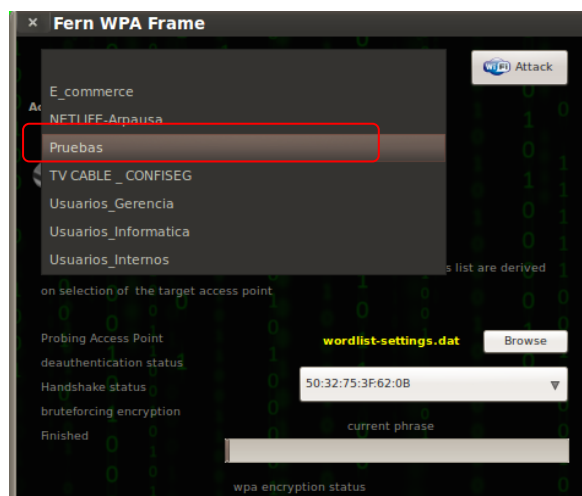 Fern WPA Frame
WiFi Attack
E_commerce
Ac
NETLIFE-Arpausa
Pruebas
TV CABLE _ CONFISEG
Usuarios_Gerencia
Usuarios_Informatica
Usuarios_Internos
s list are derived
on selection of the target access point
Probing Access Point
wordlist-settings.dat
Browse
deauthentication status
Handshake status
50:32:75:3F:62:0B
bruteforcing encryption
current phrase
Finished
wpa encryption status